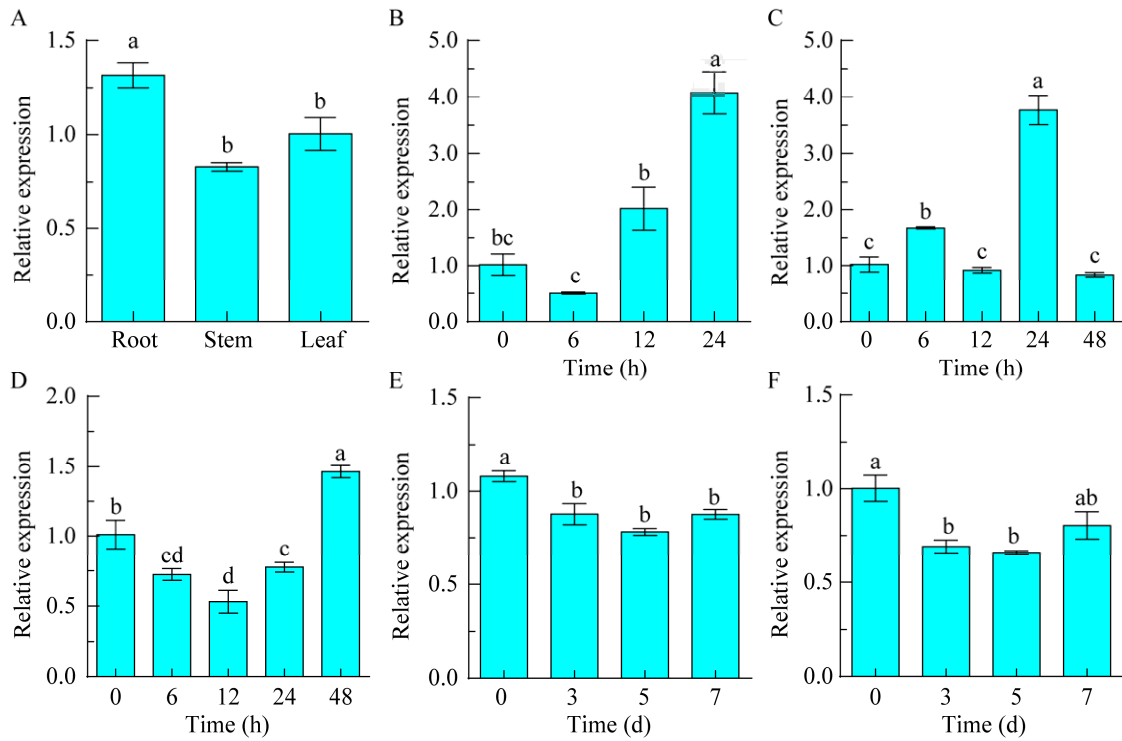 A
Relative expression
1.5
1.0
0.5
0.0
a
b
b
Root Stem Leaf
B
Relative expression
5.0
4.0
3.0
2.0
1.0
0.0
bc
c
b
a
0 6 12 24
Time (h)
C
Relative expression
5.0
4.0
3.0
2.0
1.0
0.0
c
b
c
a
c
0 6 12 24 48
Time (h)
D
Relative expression
2.0
1.5
1.0
0.5
0.0
b
cd
d
c
a
0 6 12 24 48
Time (h)
E
Relative expression
1.5
1.0
0.5
0.0
a
b
b
b
0 3 5 7
Time (d)
F
Relative expression
1.5
1.0
0.5
0.0
a
b
b
ab
0 3 5 7
Time (d)